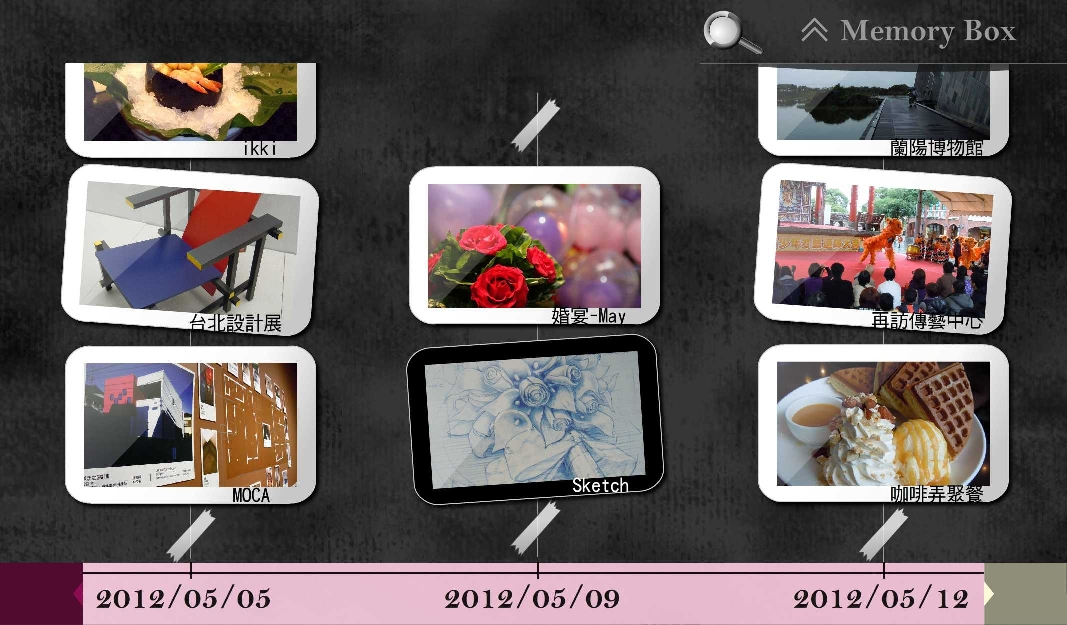 Memory Box
ikki
蘭陽博物館
台北設計展
婚宴-May
再訪傳藝中心
MOCA
Sketch
咖啡弄聚餐
2012/05/05
2012/05/09
2012/05/12